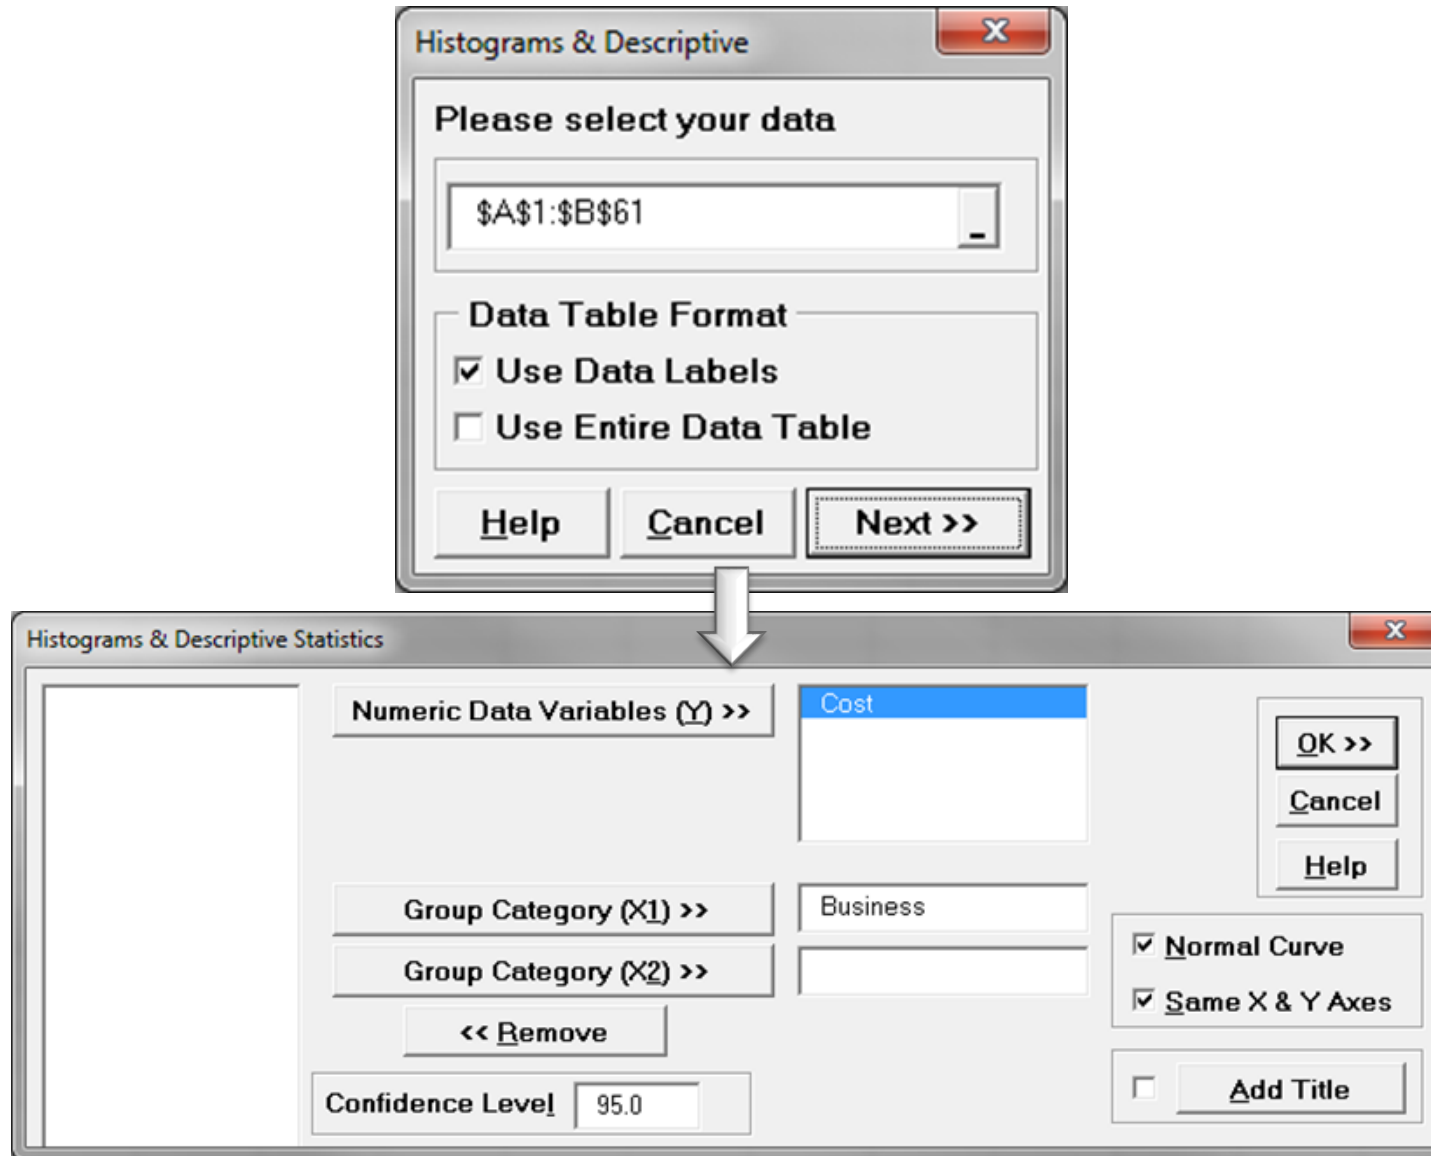 Histograms & Descriptive
Please select your data
$A$1:$B$61
Data Table Format
Use Data Labels
Use Entire Data Table
Help Cancel Next >>
Histograms & Descriptive Statistics
Numeric Data Variables (Y) >>
Cost
OK >>
Cancel
Help
Group Category (X1) >>
Business
Group Category (X2) >>
<< Remove
Normal Curve
Same X & Y Axes
Confidence Level 95.0
Add Title